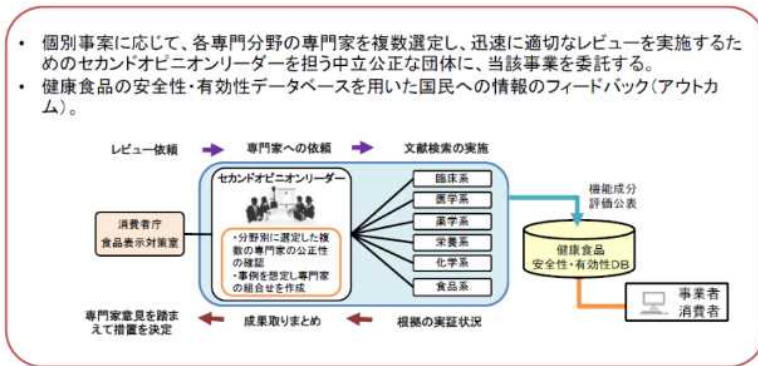 ・ 個別事案に応じて、各専門分野の専門家を複数選定し、迅速に適切なレビューを実施するた
めのセカンドオピニオンリーダーを担う中立公正な団体に、当該事業を委託する。
・ 健康食品の安全性・有効性データベースを用いた国民への情報のフィードバック(アウトカ
ム)。
レビュー依頼
専門家への依頼
文献検索の実施
セカンドオピニオンリーダー
・分野別に選定した複
数の専門家の公正性
の確認
・事例を想定し専門家
の組合せを作成
消費者庁
食品表示対策室
臨床系
医学系
薬学系
栄養系
化学系
食品系
機能成分
評価公表
健康食品
安全性・有効性DB
事業者
消費者
専門家意見を踏ま
えて措置を決定
成果取りまとめ
根拠の実証状況